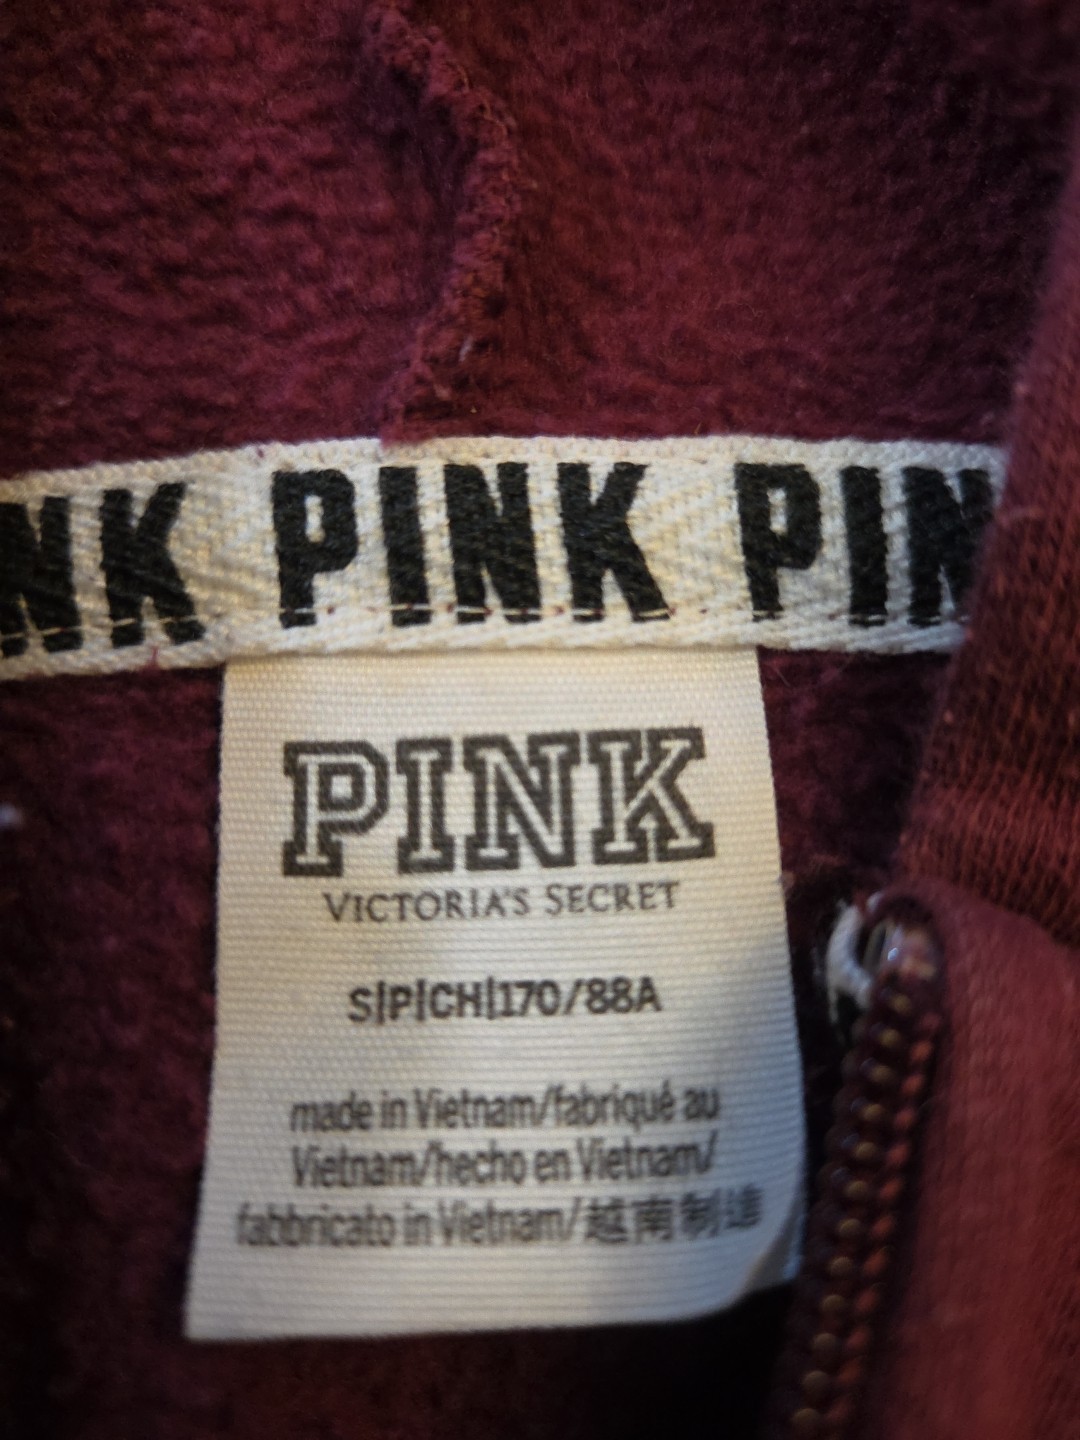 NK PINK PIN
PINK
VICTORIA'S SECRET
S|P|CH|170/88A
made in Vietnam/fabriqué au
Vietnam/hecho en Vietnam/
fabbricato in Vietnam/越南制造